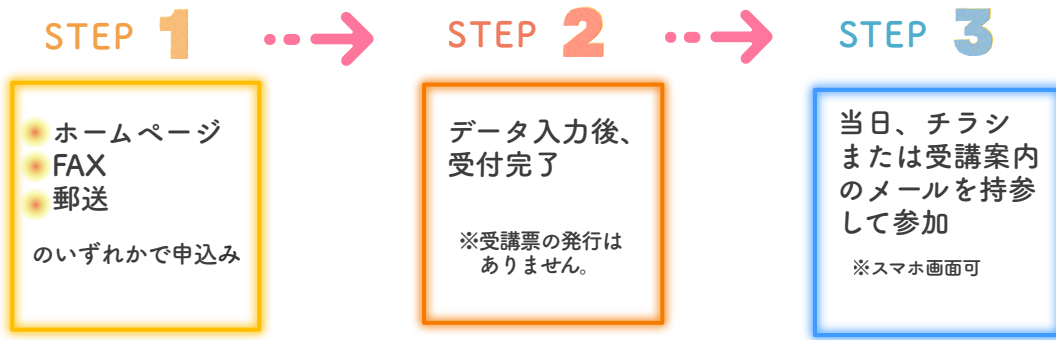 STEP 1
ホームページ
FAX
郵送
のいずれかで申込み
STEP 2
データ入力後、
受付完了
※受講票の発行は
ありません。
STEP 3
当日、チラシ
または受講案内
のメールを持参
して参加
※スマホ画面可